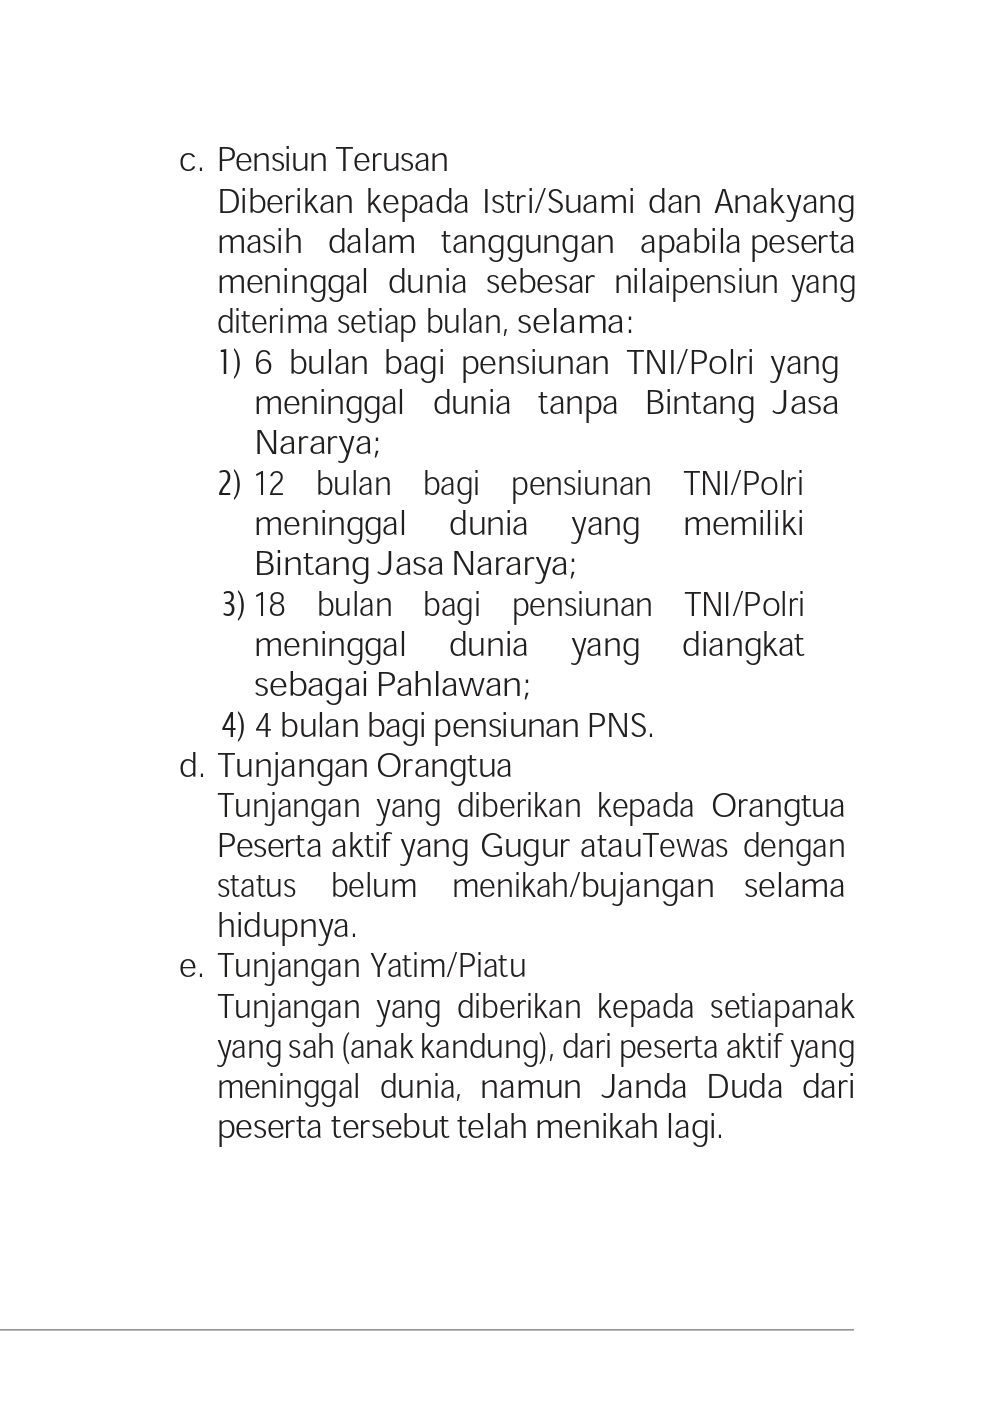 c. Pensiun Terusan
Diberikan kepada Istri/Suami dan Anakyang
masih dalam tanggungan apabila peserta
meninggal dunia sebesar nilaipensiun yang
diterima setiap bulan, selama:
1) 6 bulan bagi pensiunan TNI/Polri yang
meninggal dunia tanpa Bintang Jasa
Nararya;
2) 12 bulan bagi pensiunan TNI/Polri
meninggal dunia yang memiliki
Bintang Jasa Nararya;
3) 18 bulan bagi pensiunan TNI/Polri
meninggal dunia yang diangkat
sebagai Pahlawan;
4) 4 bulan bagi pensiunan PNS.
d. Tunjangan Orangtua
Tunjangan yang diberikan kepada Orangtua
Peserta aktif yang Gugur atauTewas dengan
status belum menikah/bujangan selama
hidupnya.
e. Tunjangan Yatim/Piatu
Tunjangan yang diberikan kepada setiapanak
yang sah (anak kandung), dari peserta aktif yang
meninggal dunia, namun Janda Duda dari
peserta tersebut telah menikah lagi.